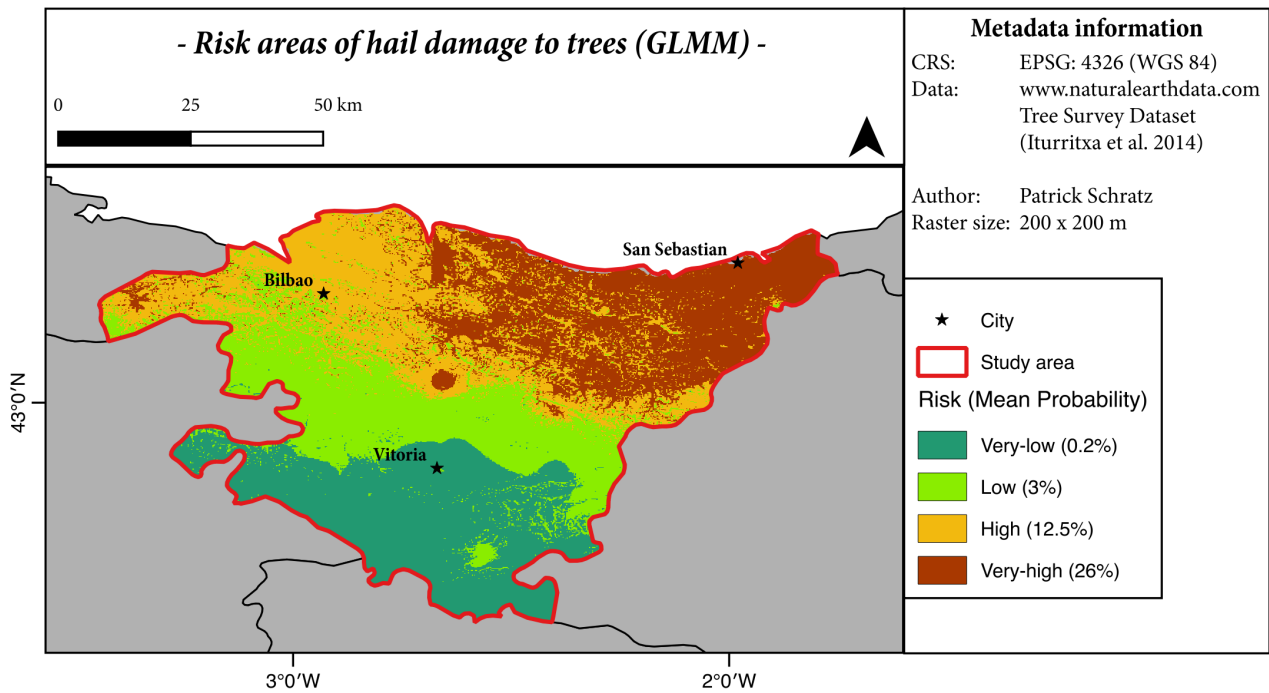 - Risk areas of hail damage to trees (GLMM) -
0 25 50 km
Metadata information
CRS: EPSG: 4326 (WGS 84)
Data: www.naturalearthdata.com
Tree Survey Dataset
(Iturritxa et al. 2014)
Author: Patrick Schratz
Raster size: 200 x 200 m
San Sebastian
Bilbao
Vitoria
43°0'N
3°0'W 2°0'W
City
Study area
Risk (Mean Probability)
Very-low (0.2%)
Low (3%)
High (12.5%)
Very-high (26%)